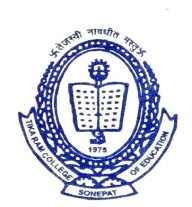 तेजस्वी नावधीत मस्तु
1975
TIKA RAM COLLEGE OF EDUCATION
SONEPAT